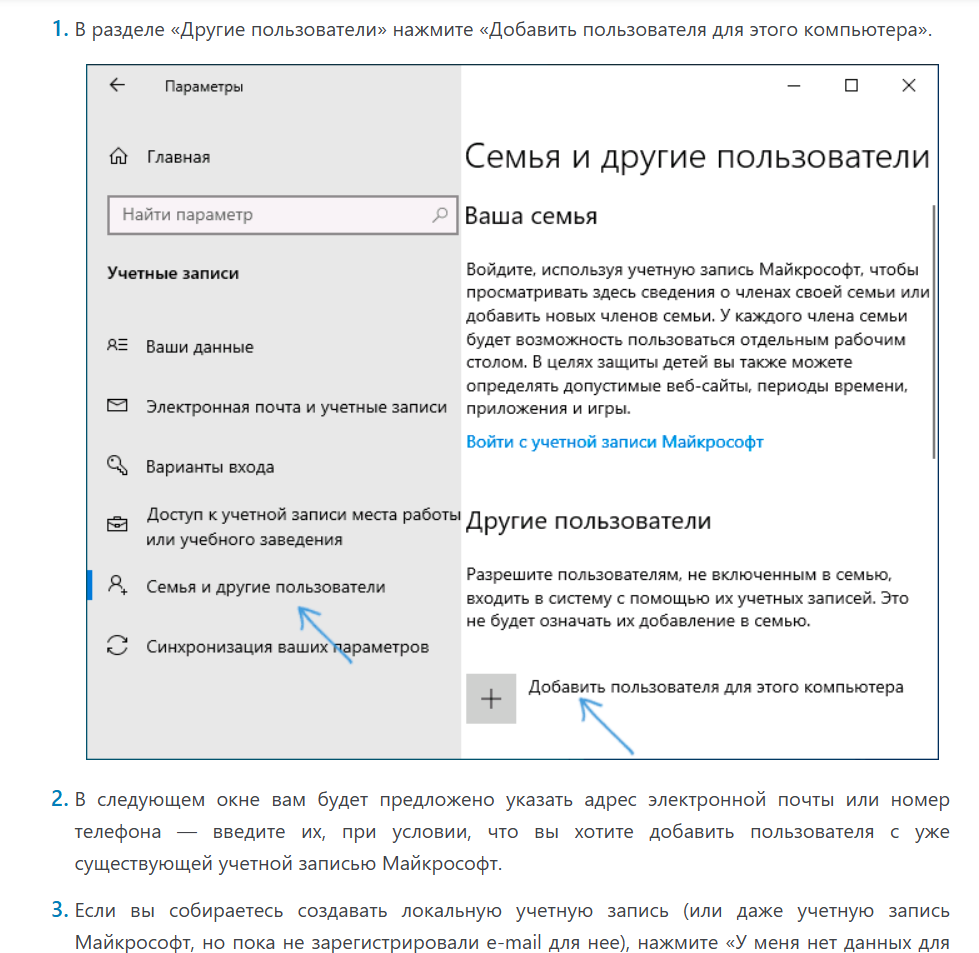 1. В разделе «Другие пользователи» нажмите «Добавить пользователя для этого компьютера».
Параметры
Главная
Найти параметр
Учетные записи
Ваши данные
Электронная почта и учетные записи
Варианты входа
Доступ к учетной записи места работы
или учебного заведения
Семья и другие пользователи
Синхронизация ваших параметров
Семья и другие пользователи
Ваша семья
Войдите, используя учетную запись Майкрософт, чтобы
просматривать здесь сведения о членах своей семьи или
добавить новых членов семьи. У каждого члена семьи
будет возможность пользоваться отдельным рабочим
столом. В целях защиты детей вы также можете
определять допустимые веб-сайты, периоды времени,
приложения и игры.
Войти с учетной записи Майкрософт
Другие пользователи
Разрешите пользователям, не включенным в семью,
входить в систему с помощью их учетных записей. Это
не будет означать их добавление в семью.
Добавить пользователя для этого компьютера
2. В следующем окне вам будет предложено указать адрес электронной почты или номер
телефона — введите их, при условии, что вы хотите добавить пользователя с уже
существующей учетной записью Майкрософт.
3. Если вы собираетесь создавать локальную учетную запись (или даже учетную запись
Майкрософт, но пока не зарегистрировали e-mail для нее), нажмите «У меня нет данных для